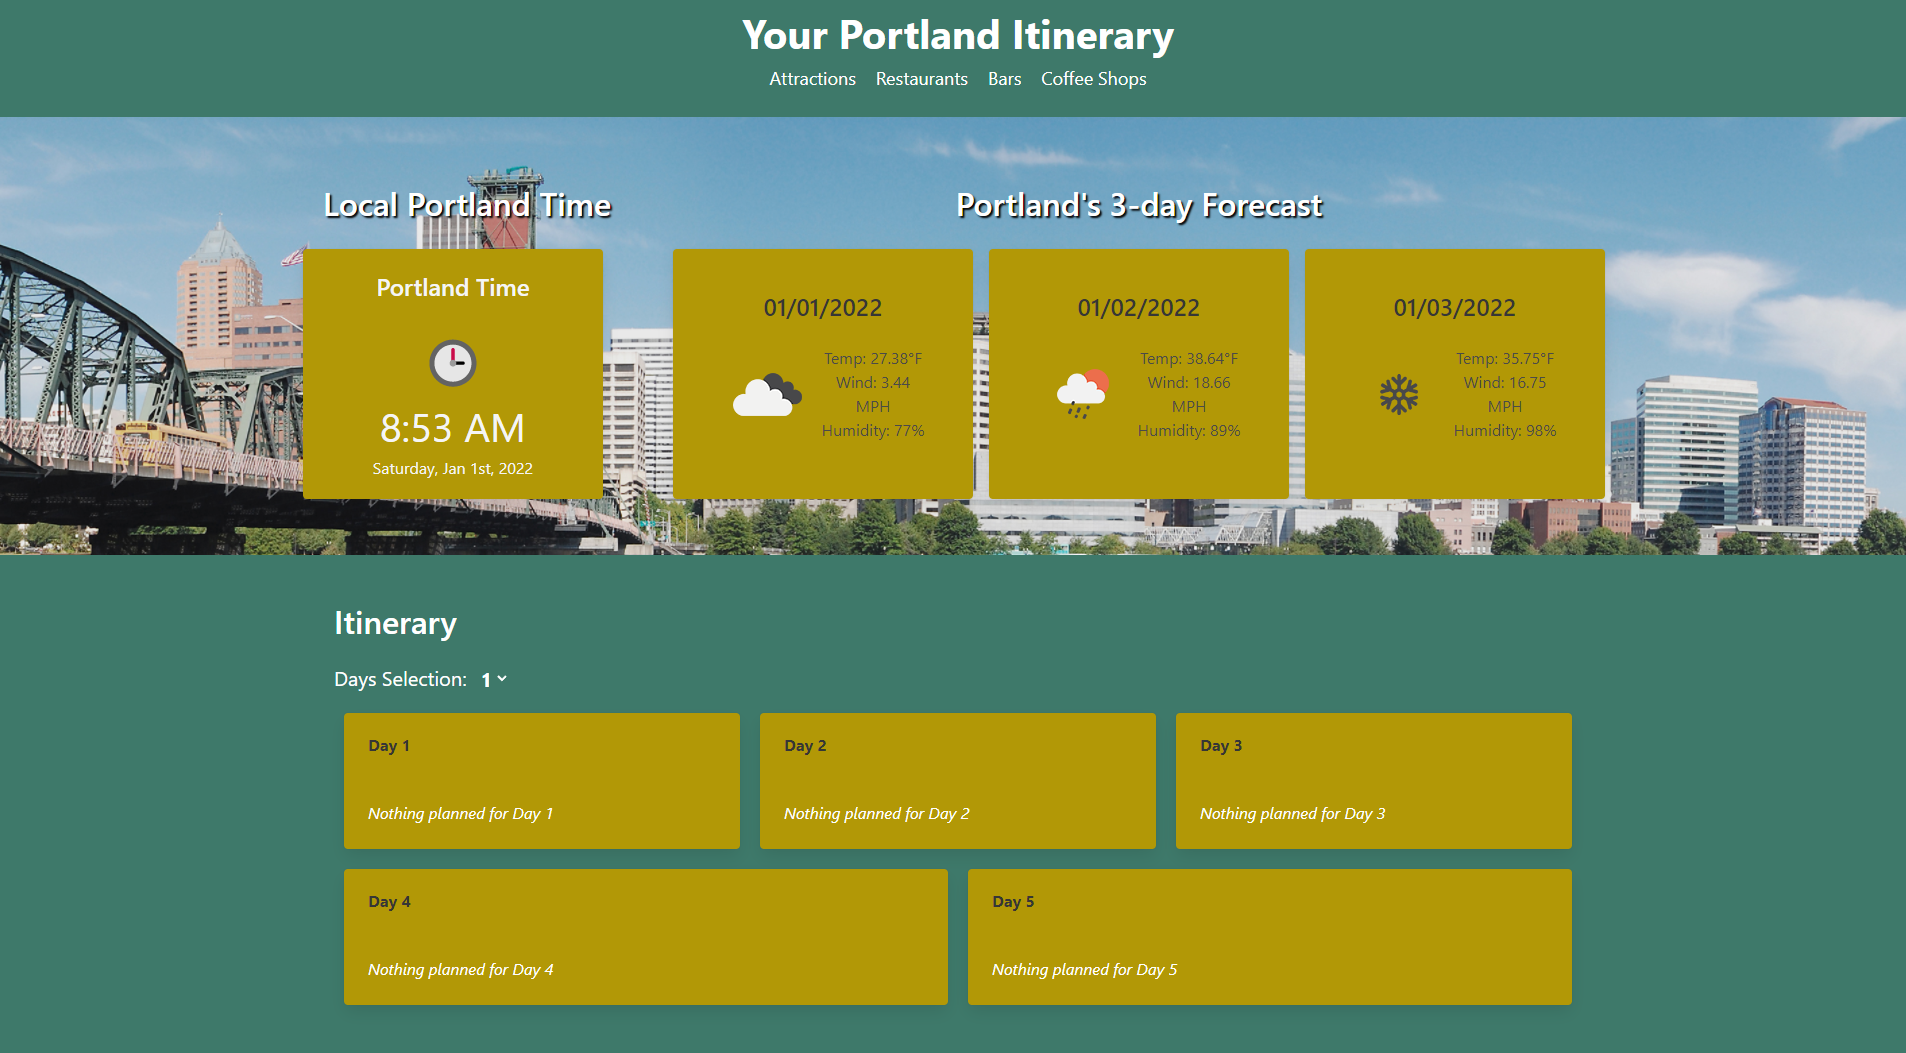 Your Portland Itinerary
Attractions Restaurants Bars Coffee Shops
Local Portland Time
Portland's 3-day Forecast
Portland Time
8:53 AM
Saturday, Jan 1st, 2022
01/01/2022
Temp: 27.38°F
Wind: 3.44
MPH
Humidity: 77%
01/02/2022
Temp: 38.64°F
Wind: 18.66
MPH
Humidity: 89%
01/03/2022
Temp: 35.75°F
Wind: 16.75
MPH
Humidity: 98%
Itinerary
Days Selection: 1
Day 1
Nothing planned for Day 1
Day 2
Nothing planned for Day 2
Day 3
Nothing planned for Day 3
Day 4
Nothing planned for Day 4
Day 5
Nothing planned for Day 5